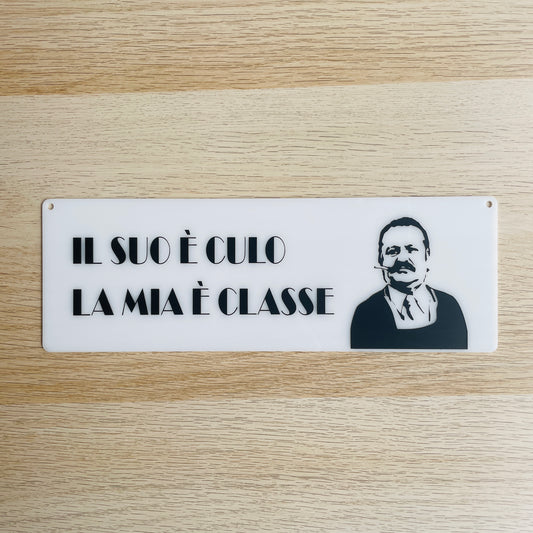 IL SUO È CULO
LA MIA È CLASSE